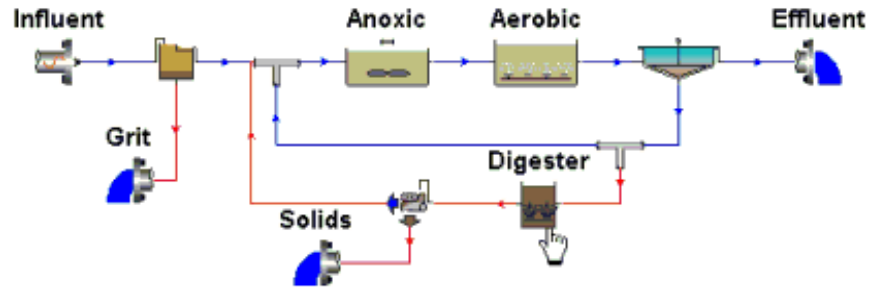 Influent
Anoxic
Aerobic
Effluent
Grit
Digester
Solids